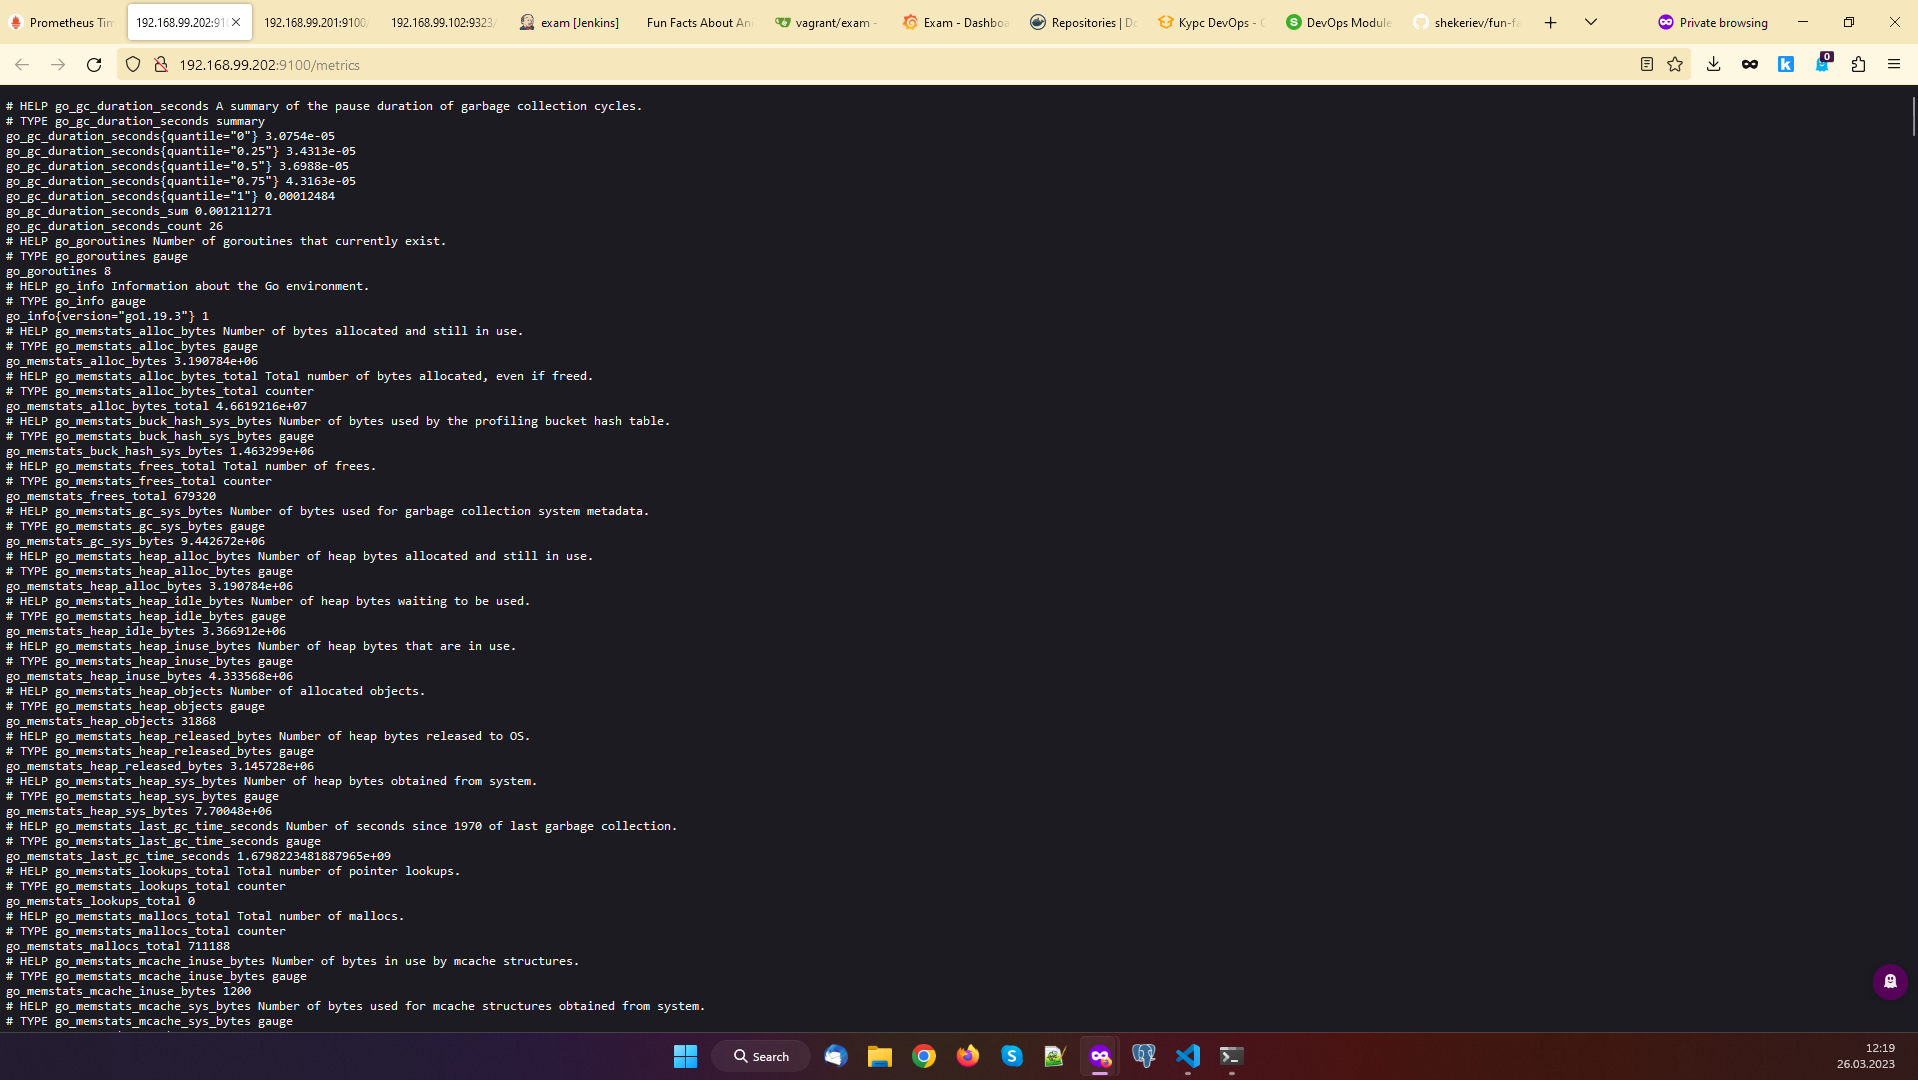 Prometheus Tim
192.168.99.202:910
192.168.99.201:9100/
192.168.99.102:9323/
exam [Jenkins]
Fun Facts About Ani
vagrant/exam -
Exam - Dashboa
Repositories | Do
Курс DevOps -
DevOps Module
shekeriev/fun-fa
Private browsing
192.168.99.202:9100/metrics
0
# HELP go_gc_duration_seconds A summary of the pause duration of garbage collection cycles.
# TYPE go_gc_duration_seconds summary
go_gc_duration_seconds{quantile="0"} 3.0754e-05
go_gc_duration_seconds{quantile="0.25"} 3.4313e-05
go_gc_duration_seconds{quantile="0.5"} 3.6988e-05
go_gc_duration_seconds{quantile="0.75"} 4.3163e-05
go_gc_duration_seconds{quantile="1"} 0.00012484
go_gc_duration_seconds_sum 0.001211271
go_gc_duration_seconds_count 26
# HELP go_goroutines Number of goroutines that currently exist.
# TYPE go_goroutines gauge
go_goroutines 8
# HELP go_info Information about the Go environment.
# TYPE go_info gauge
go_info{version="go1.19.3"} 1
# HELP go_memstats_alloc_bytes Number of bytes allocated and still in use.
# TYPE go_memstats_alloc_bytes gauge
go_memstats_alloc_bytes 3.190784e+06
# HELP go_memstats_alloc_bytes_total Total number of bytes allocated, even if freed.
# TYPE go_memstats_alloc_bytes_total counter
go_memstats_alloc_bytes_total 4.6619216e+07
# HELP go_memstats_buck_hash_sys_bytes Number of bytes used by the profiling bucket hash table.
# TYPE go_memstats_buck_hash_sys_bytes gauge
go_memstats_buck_hash_sys_bytes 1.463299e+06
# HELP go_memstats_frees_total Total number of frees.
# TYPE go_memstats_frees_total counter
go_memstats_frees_total 679320
# HELP go_memstats_gc_sys_bytes Number of bytes used for garbage collection system metadata.
# TYPE go_memstats_gc_sys_bytes gauge
go_memstats_gc_sys_bytes 9.442672e+06
# HELP go_memstats_heap_alloc_bytes Number of heap bytes allocated and still in use.
# TYPE go_memstats_heap_alloc_bytes gauge
go_memstats_heap_alloc_bytes 3.190784e+06
# HELP go_memstats_heap_idle_bytes Number of heap bytes waiting to be used.
# TYPE go_memstats_heap_idle_bytes gauge
go_memstats_heap_idle_bytes 3.366912e+06
# HELP go_memstats_heap_inuse_bytes Number of heap bytes that are in use.
# TYPE go_memstats_heap_inuse_bytes gauge
go_memstats_heap_inuse_bytes 4.333568e+06
# HELP go_memstats_heap_objects Number of allocated objects.
# TYPE go_memstats_heap_objects gauge
go_memstats_heap_objects 31868
# HELP go_memstats_heap_released_bytes Number of heap bytes released to OS.
# TYPE go_memstats_heap_released_bytes gauge
go_memstats_heap_released_bytes 3.145728e+06
# HELP go_memstats_heap_sys_bytes Number of heap bytes obtained from system.
# TYPE go_memstats_heap_sys_bytes gauge
go_memstats_heap_sys_bytes 7.70048e+06
# HELP go_memstats_last_gc_time_seconds Number of seconds since 1970 of last garbage collection.
# TYPE go_memstats_last_gc_time_seconds gauge
go_memstats_last_gc_time_seconds 1.6798223481887965e+09
# HELP go_memstats_lookups_total Total number of pointer lookups.
# TYPE go_memstats_lookups_total counter
go_memstats_lookups_total 0
# HELP go_memstats_mallocs_total Total number of mallocs.
# TYPE go_memstats_mallocs_total counter
go_memstats_mallocs_total 711188
# HELP go_memstats_mcache_inuse_bytes Number of bytes in use by mcache structures.
# TYPE go_memstats_mcache_inuse_bytes gauge
go_memstats_mcache_inuse_bytes 1200
# HELP go_memstats_mcache_sys_bytes Number of bytes used for mcache structures obtained from system.
# TYPE go_memstats_mcache_sys_bytes gauge
Search
12:19
26.03.2023